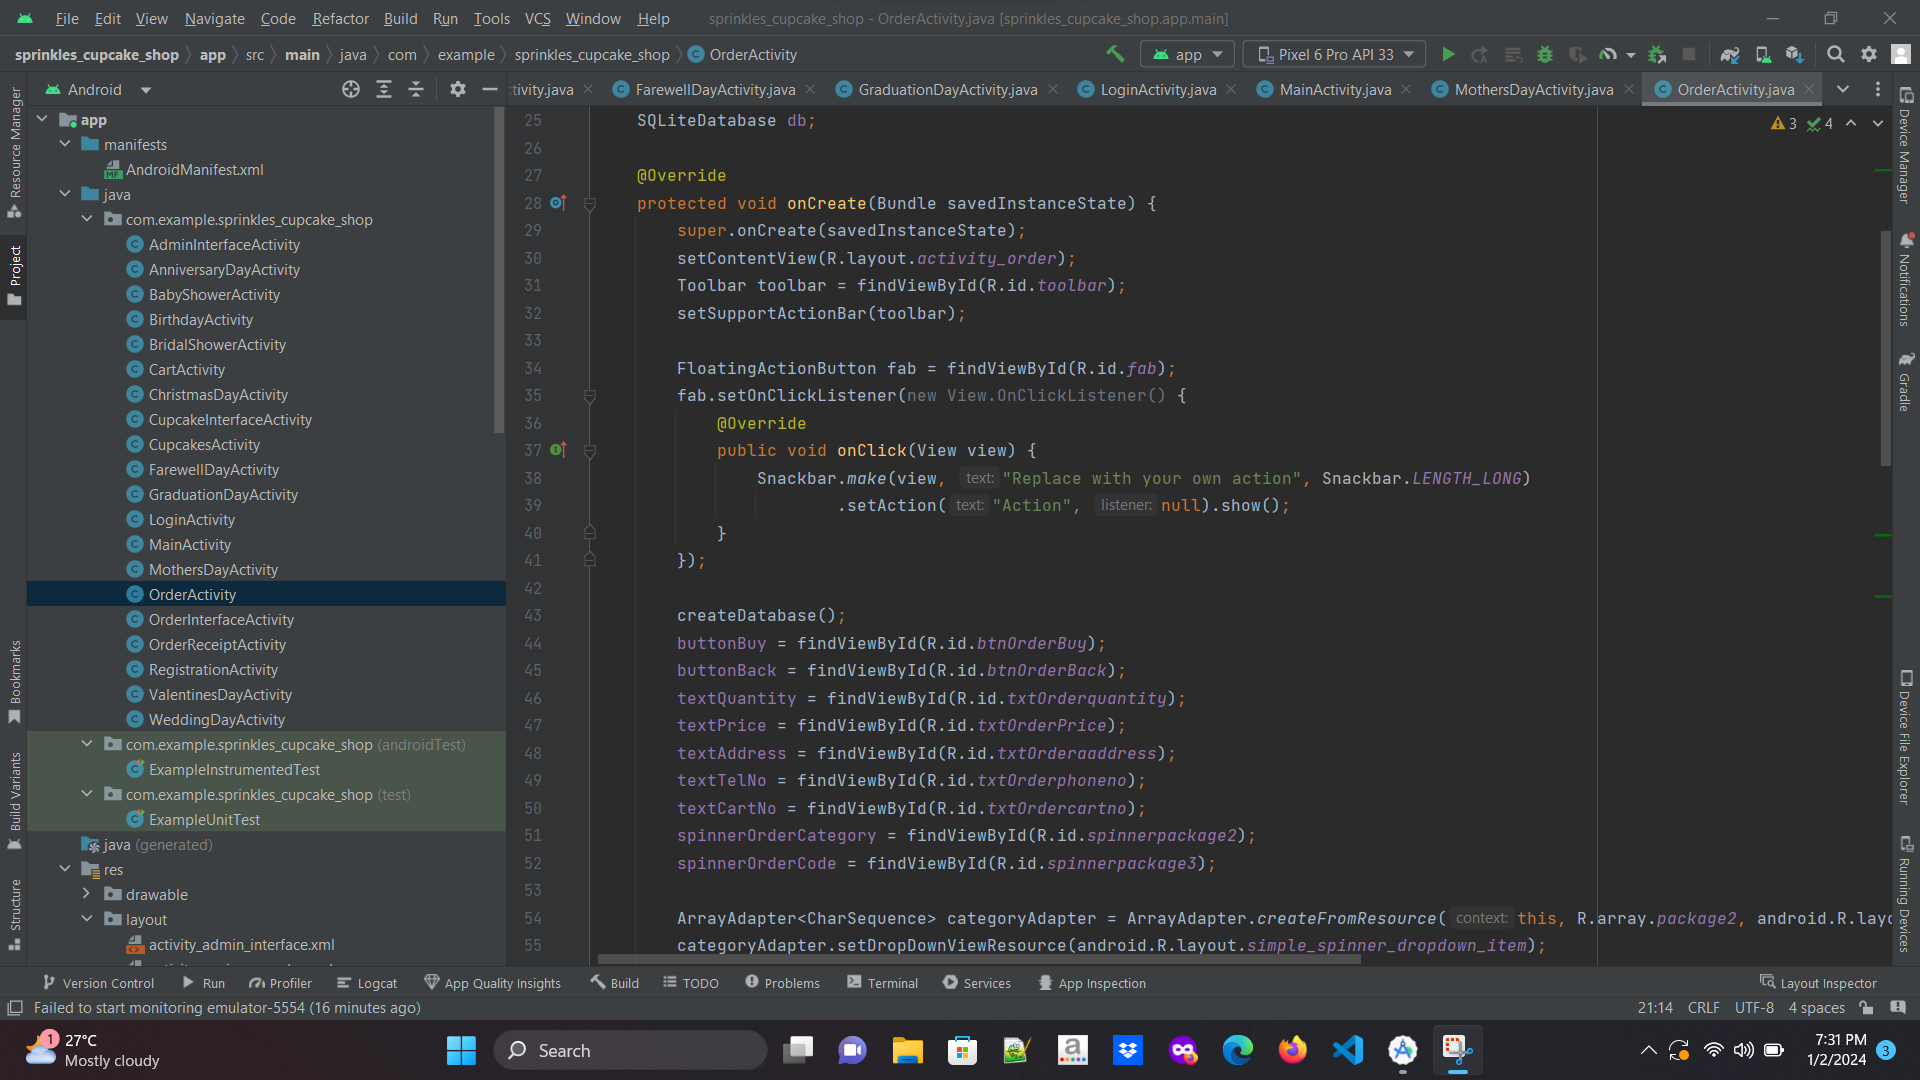 File Edit View Navigate Code Refactor Build Run Tools VCS Window Help sprinkles_cupcake_shop - OrderActivity.java [sprinkles_cupcake_shop.app.main]
sprinkles_cupcake_shop app src main java com example sprinkles_cupcake_shop OrderActivity app Pixel 6 Pro API 33
Android
tivity.java FarewellDayActivity.java GraduationDayActivity.java LoginActivity.java MainActivity.java MothersDayActivity.java OrderActivity.java
Resource Manager
Project
Bookmarks
Build Variants
Structure
app
manifests
AndroidManifest.xml
java
com.example.sprinkles_cupcake_shop
AdminInterfaceActivity
AnniversaryDayActivity
BabyShowerActivity
BirthdayActivity
BridalShowerActivity
CartActivity
ChristmasDayActivity
CupcakeInterfaceActivity
CupcakesActivity
FarewellDayActivity
GraduationDayActivity
LoginActivity
MainActivity
MothersDayActivity
OrderActivity
OrderInterfaceActivity
OrderReceiptActivity
RegistrationActivity
ValentinesDayActivity
WeddingDayActivity
com.example.sprinkles_cupcake_shop (androidTest)
ExampleInstrumentedTest
com.example.sprinkles_cupcake_shop (test)
ExampleUnitTest
java (generated)
res
drawable
layout
activity_admin_interface.xml
3 4
25 SQLiteDatabase db;
26
27 @Override
28 protected void onCreate(Bundle savedInstanceState) {
29 super.onCreate(savedInstanceState);
30 setContentView(R.layout.activity_order);
31 Toolbar toolbar = findViewById(R.id.toolbar);
32 setSupportActionBar(toolbar);
33
34 FloatingActionButton fab = findViewById(R.id.fab);
35 fab.setOnClickListener(new View.OnClickListener() {
36 @Override
37 public void onClick(View view) {
38 Snackbar.make(view, text: "Replace with your own action", Snackbar.LENGTH_LONG)
39 .setAction( text: "Action", listener: null).show();
40 }
41 });
42
43 createDatabase();
44 buttonBuy = findViewById(R.id.btnOrderBuy);
45 buttonBack = findViewById(R.id.btnOrderBack);
46 textQuantity = findViewById(R.id.txtOrderquantity);
47 textPrice = findViewById(R.id.txtOrderPrice);
48 textAddress = findViewById(R.id.txtOrderaaddress);
49 textTelNo = findViewById(R.id.txtOrderphoneno);
50 textCartNo = findViewById(R.id.txtOrdercartno);
51 spinnerOrderCategory = findViewById(R.id.spinnerpackage2);
52 spinnerOrderCode = findViewById(R.id.spinnerpackage3);
53
54 ArrayAdapter<CharSequence> categoryAdapter = ArrayAdapter.createFromResource( context: this, R.array.package2, android.R.layo
55 categoryAdapter.setDropDownViewResource(android.R.layout.simple_spinner_dropdown_item);
Device Manager
Notifications
Gradle
Device File Explorer
Running Devices
Version Control Run Profiler Logcat App Quality Insights Build TODO Problems Terminal Services App Inspection Layout Inspector
Failed to start monitoring emulator-5554 (16 minutes ago) 21:14 CRLF UTF-8 4 spaces
1 27°C
Mostly cloudy
Search
7:31 PM
1/2/2024 3